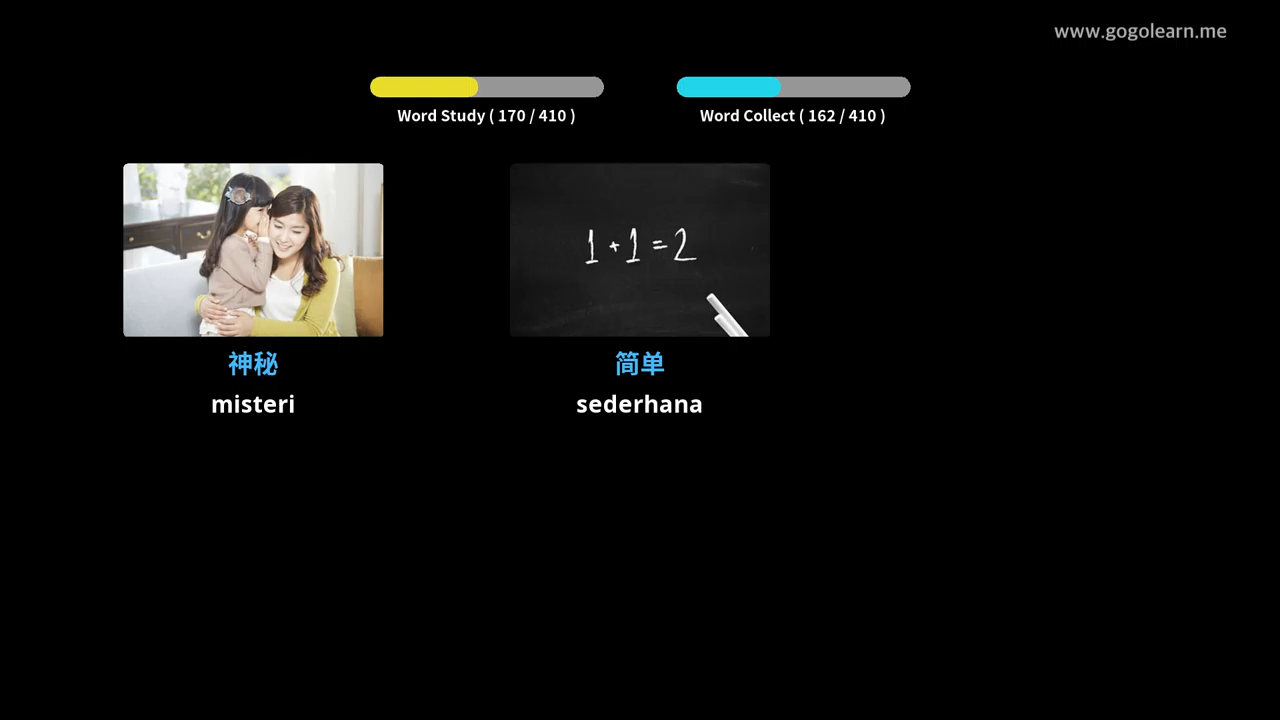 www.gogolearn.me
Word Study ( 170 / 410 )
Word Collect ( 162 / 410 )
1 + 1 = 2
神秘
简单
misteri
sederhana